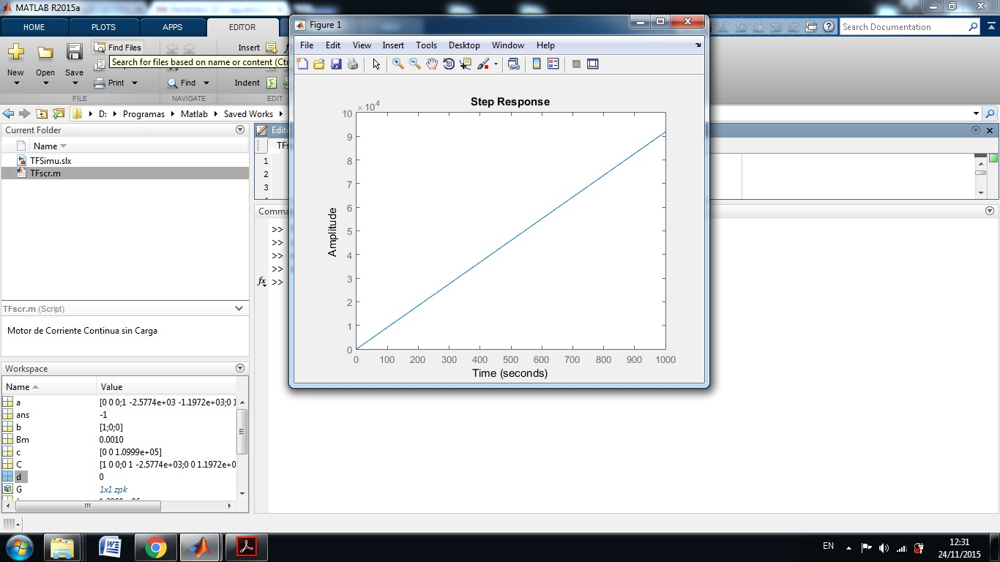 MATLAB R2015a
HOME
PLOTS
APPS
EDITOR
Search Documentation
New
Open
Save
Find Files
Search for files based on name or content (Ctr
Print
Find
Insert
Indent
FILE
NAVIGATE
EDIT
D:
Programas
Matlab
Saved Works
Current Folder
Name
TFSimu.slx
TFscr.m
TFscr.m (Script)
Motor de Corriente Continua sin Carga
Workspace
Name
Value
a
[0 0 0;1 -2.5774e+03 -1.1972e+03;0 1
ans
-1
b
[1;0;0]
Bm
0.0010
c
[0 0 1.0999e+05]
C
[1 0 0;0 1 -2.5774e+03;0 0 1.1972e+0
d
0
G
1x1 zpk
Edito
TFs
1
2
3
Comma
>>
>>
>>
>>
fx >>
Figure 1
File Edit View Insert Tools Desktop Window Help
Step Response
×10⁴
10
9
8
7
6
5
4
3
2
1
0
Amplitude
0 100 200 300 400 500 600 700 800 900 1000
Time (seconds)
EN
12:31
24/11/2015